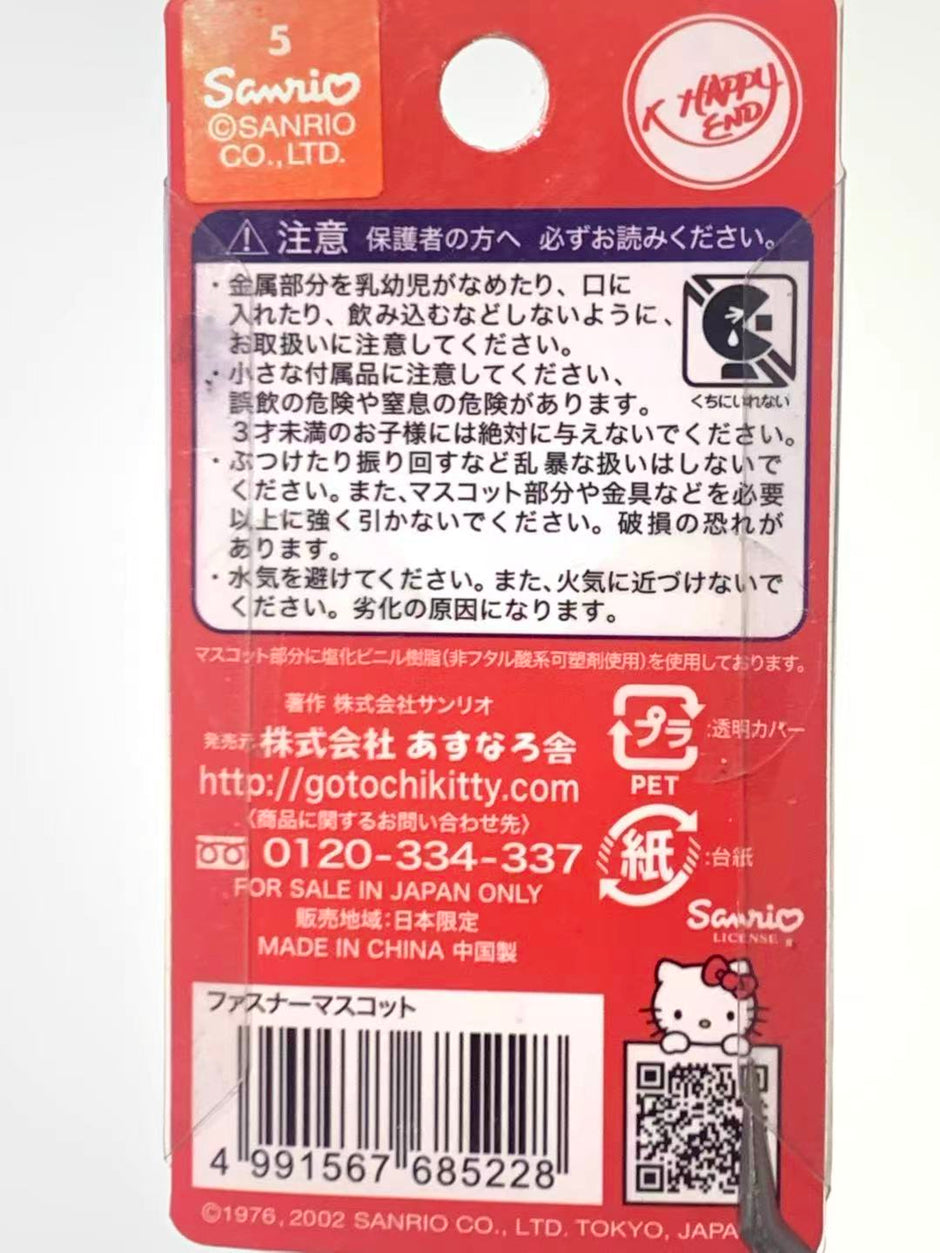 5
Sanrio
©SANRIO
CO.,LTD.
HAPPY
END
注意 保護者の方へ 必ずお読みください。
・金属部分を乳幼児がなめたり、口に
入れたり、飲み込むなどしないように、
お取扱いに注意してください。
・小さな付属品に注意してください、
誤飲の危険や窒息の危険があります。
3才未満のお子様には絶対に与えないでください。
くちにいれない
・ぶつけたり振り回すなど乱暴な扱いはしないで
ください。また、マスコット部分や金具などを必要
以上に強く引かないでください。破損の恐れが
あります。
・水気を避けてください。また、火気に近づけないで
ください。劣化の原因になります。
マスコット部分に塩化ビニル樹脂(非フタル酸系可塑剤使用)を使用しております。
著作 株式会社サンリオ
発売元 株式会社 あすなろ舎
http://gotochikitty.com
〈商品に関するお問い合わせ先〉
0120-334-337
FOR SALE IN JAPAN ONLY
販売地域:日本限定
MADE IN CHINA 中国製
プラ :透明カバー
PET
紙 :台紙
Sanrio
LICENSE
ファスナーマスコット
4 991567 685228
©1976, 2002 SANRIO CO., LTD. TOKYO,